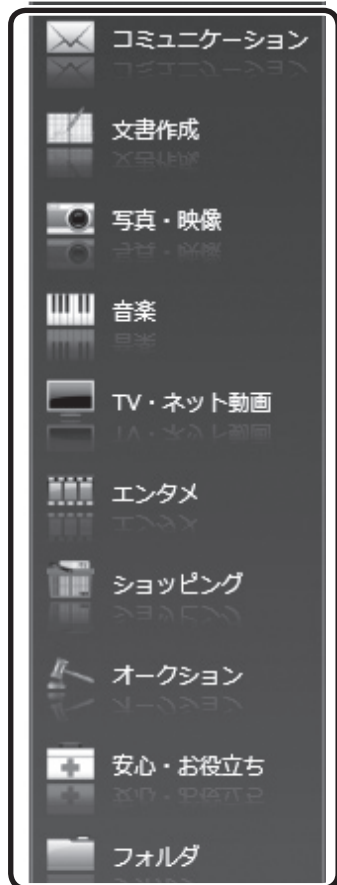 コミュニケーション
文書作成
写真・映像
音楽
TV・ネット動画
エンタメ
ショッピング
オークション
安心・お役立ち
フォルダ